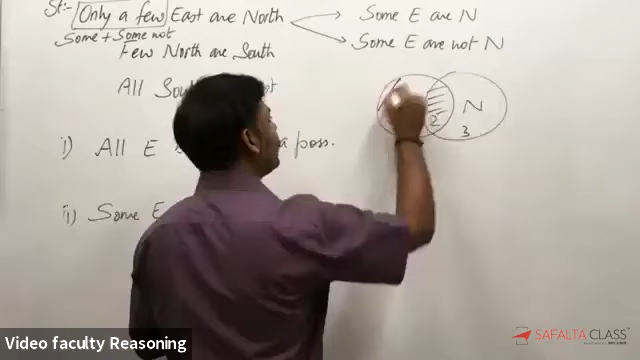 St:- Only a few East are North
Some + Some not
Some E are N
Some E are not N
Few North are South
All
N
2
3
i) All E a poss.
ii) Some E
SAFALTA CLASS
Video faculty Reasoning